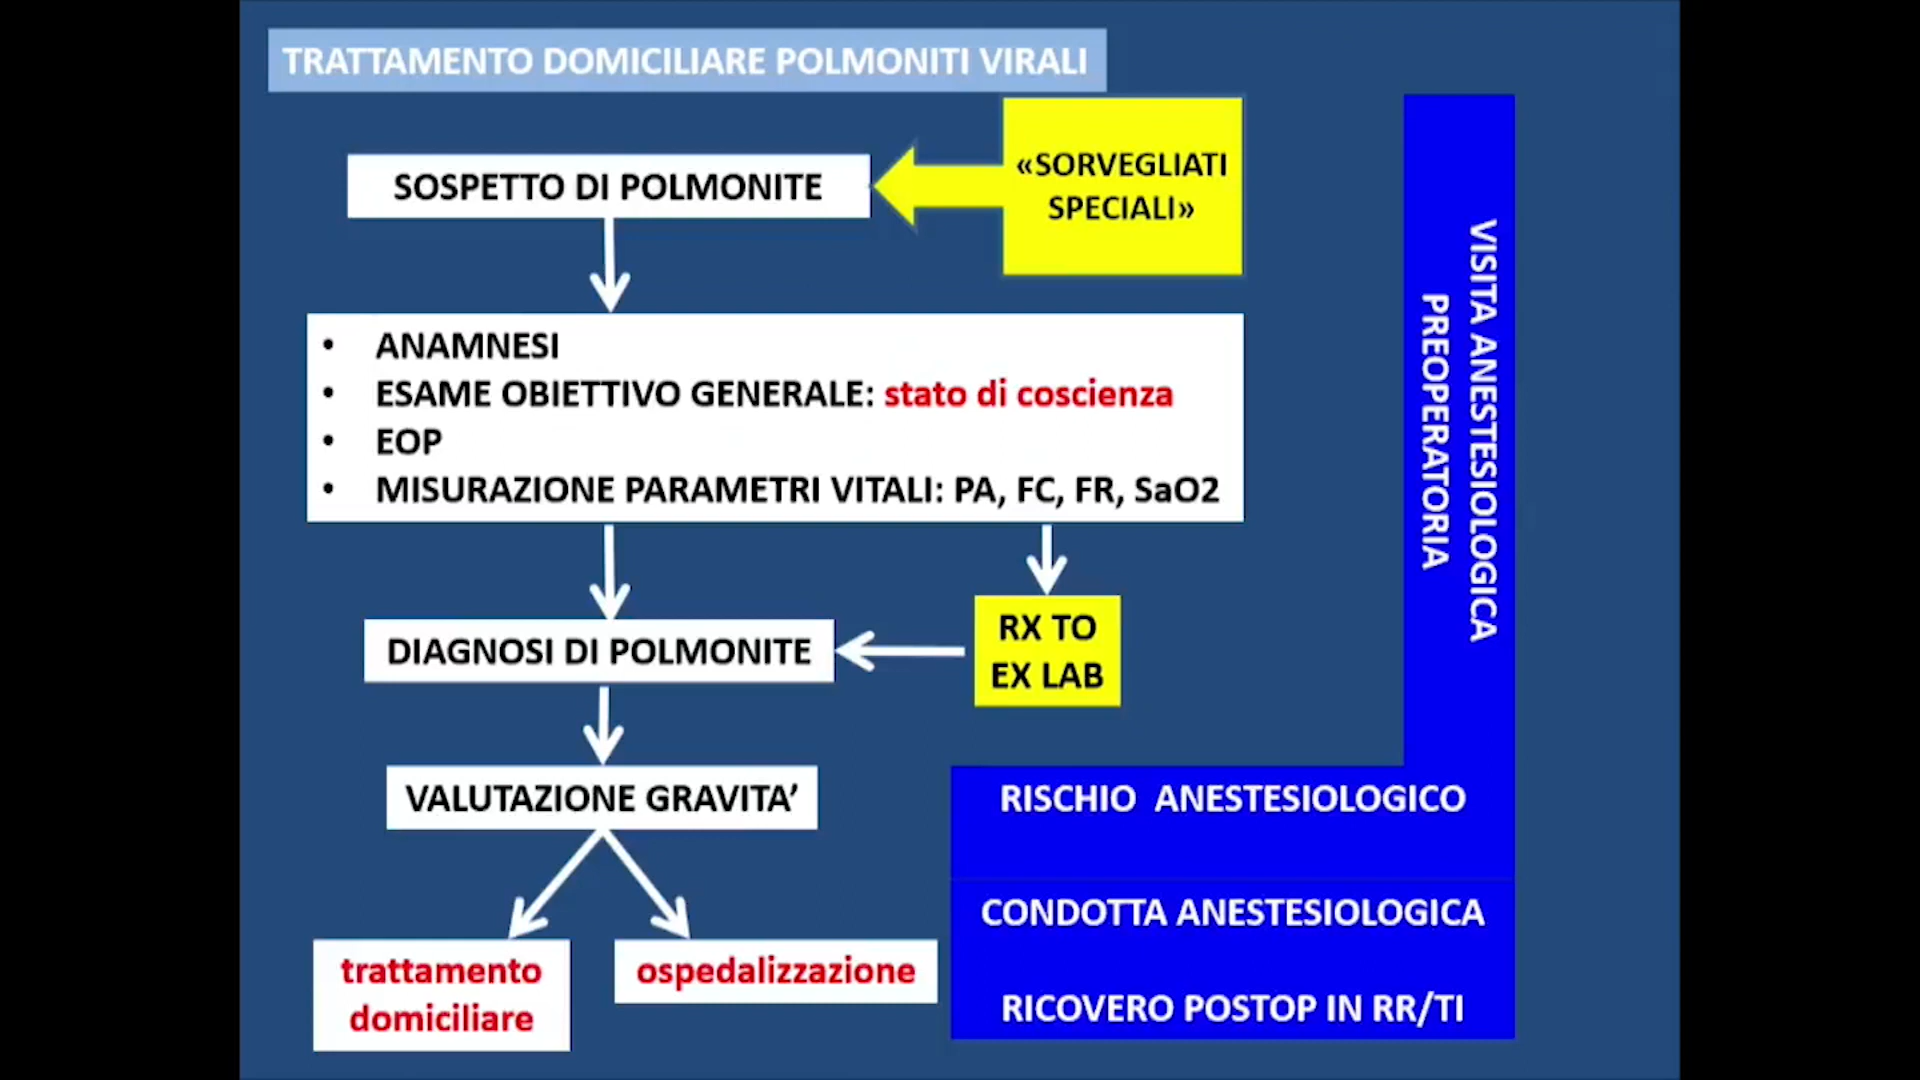 TRATTAMENTO DOMICILIARE POLMONITI VIRALI
SOSPETTO DI POLMONITE
«SORVEGLIATI
SPECIALI»
• ANAMNESI
• ESAME OBIETTIVO GENERALE: stato di coscienza
• EOP
• MISURAZIONE PARAMETRI VITALI: PA, FC, FR, SaO2
DIAGNOSI DI POLMONITE
RX TO
EX LAB
VALUTAZIONE GRAVITA’
trattamento
domiciliare
ospedalizzazione
VISITA ANESTESIOLOGICA
PREOPERATORIA
RISCHIO ANESTESIOLOGICO
CONDOTTA ANESTESIOLOGICA
RICOVERO POSTOP IN RR/TI